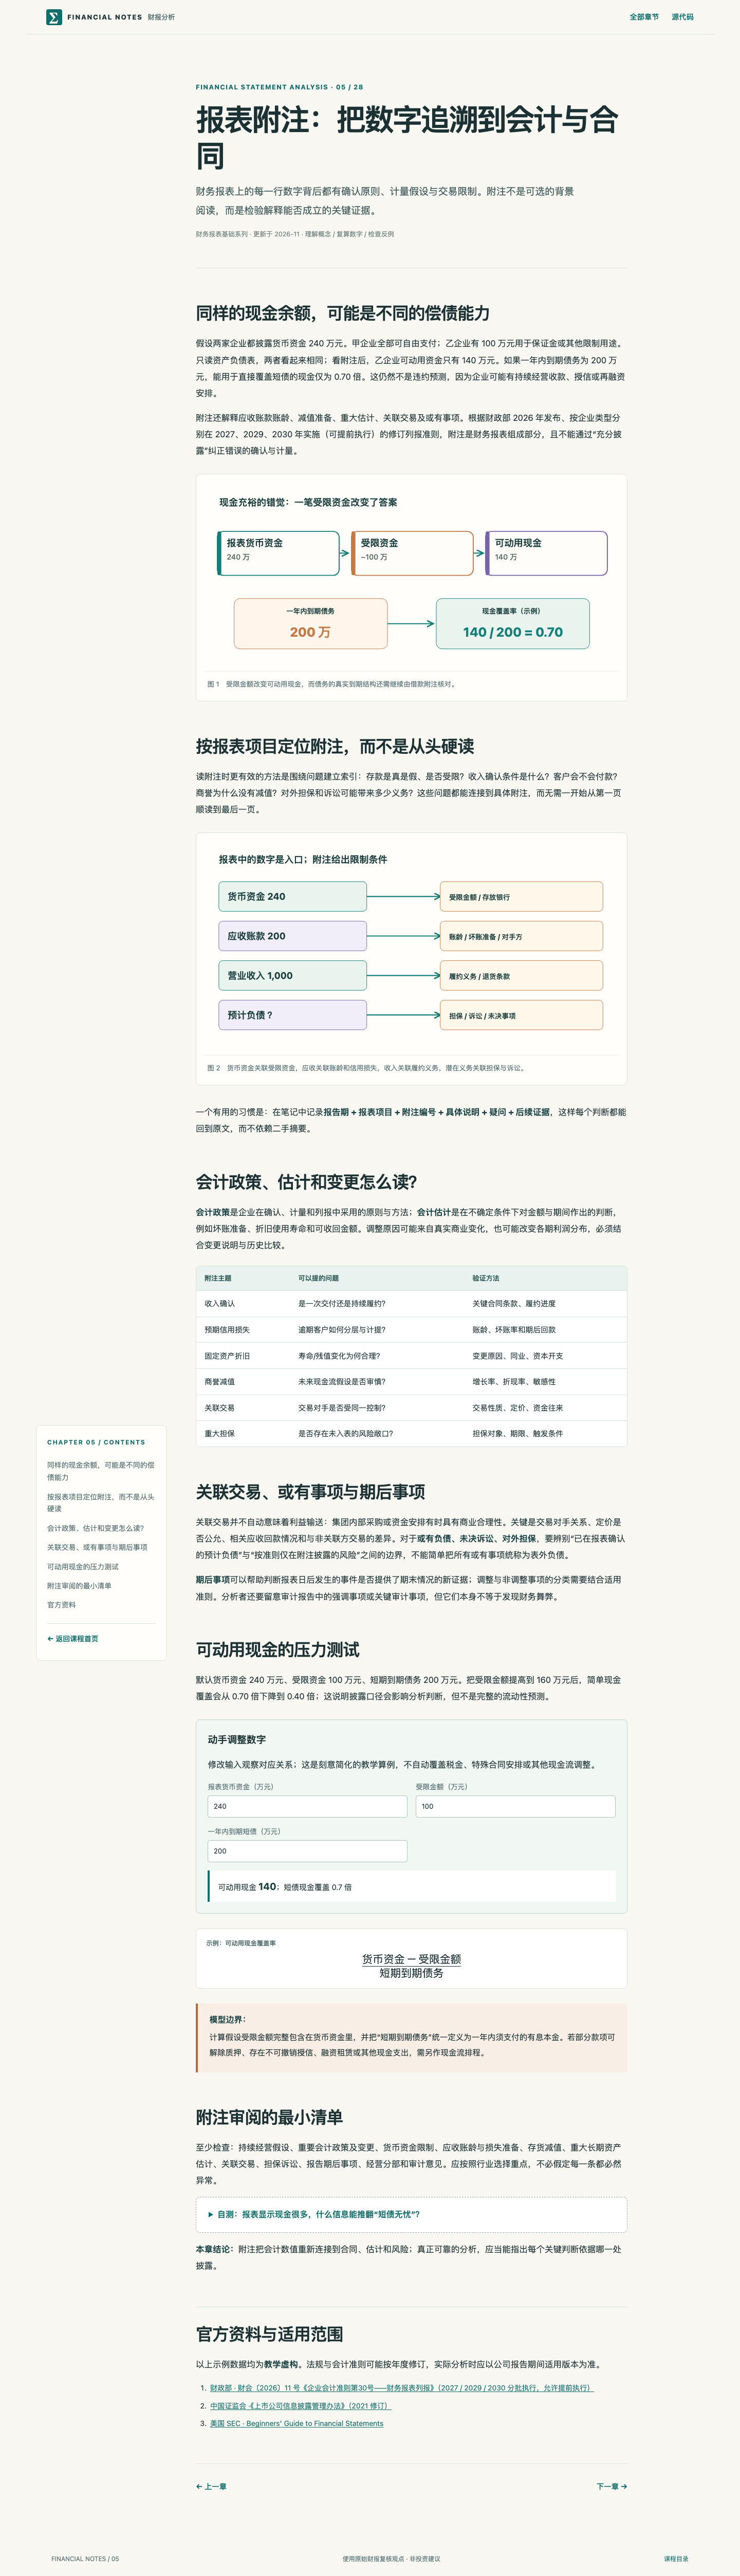 Σ FINANCIAL NOTES 财报分析
全部章节 源代码
FINANCIAL STATEMENT ANALYSIS · 05 / 28
报表附注：把数字追溯到会计与合
同
财务报表上的每一行数字背后都有确认原则、计量假设与交易限制。附注不是可选的背景
阅读，而是检验解释能否成立的关键证据。
财务报表基础系列 · 更新于 2026-11 · 理解概念 / 复算数字 / 检查反例
同样的现金余额，可能是不同的偿债能力
假设两家企业都披露货币资金 240 万元。甲企业全部可自由支付；乙企业有 100 万元用于保证金或其他限制用途。
只读资产负债表，两者看起来相同；看附注后，乙企业可动用资金只有 140 万元。如果一年内到期债务为 200 万
元，能用于直接覆盖短债的现金仅为 0.70 倍。这仍然不是违约预测，因为企业可能有持续经营收款、授信或再融资
安排。
附注还解释应收账款账龄、减值准备、重大估计、关联交易及或有事项。根据财政部 2026 年发布、按企业类型分
别在 2027、2029、2030 年实施（可提前执行）的修订列报准则，附注是财务报表组成部分，且不能通过“充分披
露”纠正错误的确认与计量。
现金充裕的错觉：一笔受限资金改变了答案
报表货币资金
240 万
受限资金
−100 万
可动用现金
140 万
一年内到期债务
200 万
现金覆盖率（示例）
140 / 200 = 0.70
图 1 受限金额改变可动用现金，而债务的真实到期结构还需继续由借款附注核对。
按报表项目定位附注，而不是从头硬读
读附注时更有效的方法是围绕问题建立索引：存款是真是假、是否受限？收入确认条件是什么？客户会不会付款？
商誉为什么没有减值？对外担保和诉讼可能带来多少义务？这些问题都能连接到具体附注，而无需一开始从第一页
顺读到最后一页。
报表中的数字是入口；附注给出限制条件
货币资金 240
受限金额 / 存放银行
应收账款 200
账龄 / 坏账准备 / 对手方
营业收入 1,000
履约义务 / 退货条款
预计负债 ?
担保 / 诉讼 / 未决事项
图 2 货币资金关联受限资金，应收关联账龄和信用损失，收入关联履约义务，潜在义务关联担保与诉讼。
一个有用的习惯是：在笔记中记录报告期 + 报表项目 + 附注编号 + 具体说明 + 疑问 + 后续证据，这样每个判断都能
回到原文，而不依赖二手摘要。
会计政策、估计和变更怎么读？
会计政策是企业在确认、计量和列报中采用的原则与方法；会计估计是在不确定条件下对金额与期间作出的判断，
例如坏账准备、折旧使用寿命和可收回金额。调整原因可能来自真实商业变化，也可能改变各期利润分布，必须结
合变更说明与历史比较。
附注主题 可以提的问题 验证方法
收入确认 是一次交付还是持续履约？ 关键合同条款、履约进度
预期信用损失 逾期客户如何分层与计提？ 账龄、坏账率和期后回款
固定资产折旧 寿命/残值变化为何合理？ 变更原因、同业、资本开支
商誉减值 未来现金流假设是否审慎？ 增长率、折现率、敏感性
关联交易 交易对手是否受同一控制？ 交易性质、定价、资金往来
重大担保 是否存在未入表的风险敞口？ 担保对象、期限、触发条件
CHAPTER 05 / CONTENTS
同样的现金余额，可能是不同的偿
债能力
按报表项目定位附注，而不是从头
硬读
会计政策、估计和变更怎么读？
关联交易、或有事项与期后事项
可动用现金的压力测试
附注审阅的最小清单
官方资料
← 返回课程首页
关联交易、或有事项与期后事项
关联交易并不自动意味着利益输送：集团内部采购或资金安排有时具有商业合理性。关键是交易对手关系、定价是
否公允、相关应收回款情况和与非关联方交易的差异。对于或有负债、未决诉讼、对外担保，要辨别“已在报表确认
的预计负债”与“按准则仅在附注披露的风险”之间的边界，不能简单把所有或有事项统称为表外负债。
期后事项可以帮助判断报表日后发生的事件是否提供了期末情况的新证据；调整与非调整事项的分类需要结合适用
准则。分析者还要留意审计报告中的强调事项或关键审计事项，但它们本身不等于发现财务舞弊。
可动用现金的压力测试
默认货币资金 240 万元、受限资金 100 万元、短期到期债务 200 万元。把受限金额提高到 160 万元后，简单现金
覆盖会从 0.70 倍下降到 0.40 倍；这说明披露口径会影响分析判断，但不是完整的流动性预测。
动手调整数字
修改输入观察对应关系；这是刻意简化的教学算例，不自动覆盖税金、特殊合同安排或其他现金流调整。
报表货币资金（万元） 受限金额（万元）
240 100
一年内到期短债（万元）
200
可动用现金 140；短债现金覆盖 0.7 倍
示例：可动用现金覆盖率
货币资金 − 受限金额
短期到期债务
模型边界：
计算假设受限金额完整包含在货币资金里，并把“短期到期债务”统一定义为一年内须支付的有息本金。若部分款项可
解除质押、存在不可撤销授信、融资租赁或其他现金支出，需另作现金流排程。
附注审阅的最小清单
至少检查：持续经营假设、重要会计政策及变更、货币资金限制、应收账龄与损失准备、存货减值、重大长期资产
估计、关联交易、担保诉讼、报告期后事项、经营分部和审计意见。应按照行业选择重点，不必假定每一条都必然
异常。
▶ 自测：报表显示现金很多，什么信息能推翻“短债无忧”？
本章结论：附注把会计数值重新连接到合同、估计和风险；真正可靠的分析，应当能指出每个关键判断依据哪一处
披露。
官方资料与适用范围
以上示例数据均为教学虚构。法规与会计准则可能按年度修订，实际分析时应以公司报告期间适用版本为准。
1. 财政部 · 财会〔2026〕11 号《企业会计准则第30号——财务报表列报》（2027 / 2029 / 2030 分批执行，允许提前执行）
2. 中国证监会 · 《上市公司信息披露管理办法》（2021 修订）
3. 美国 SEC · Beginners' Guide to Financial Statements
← 上一章 下一章 →
FINANCIAL NOTES / 05 使用原始财报复核观点 · 非投资建议 课程目录